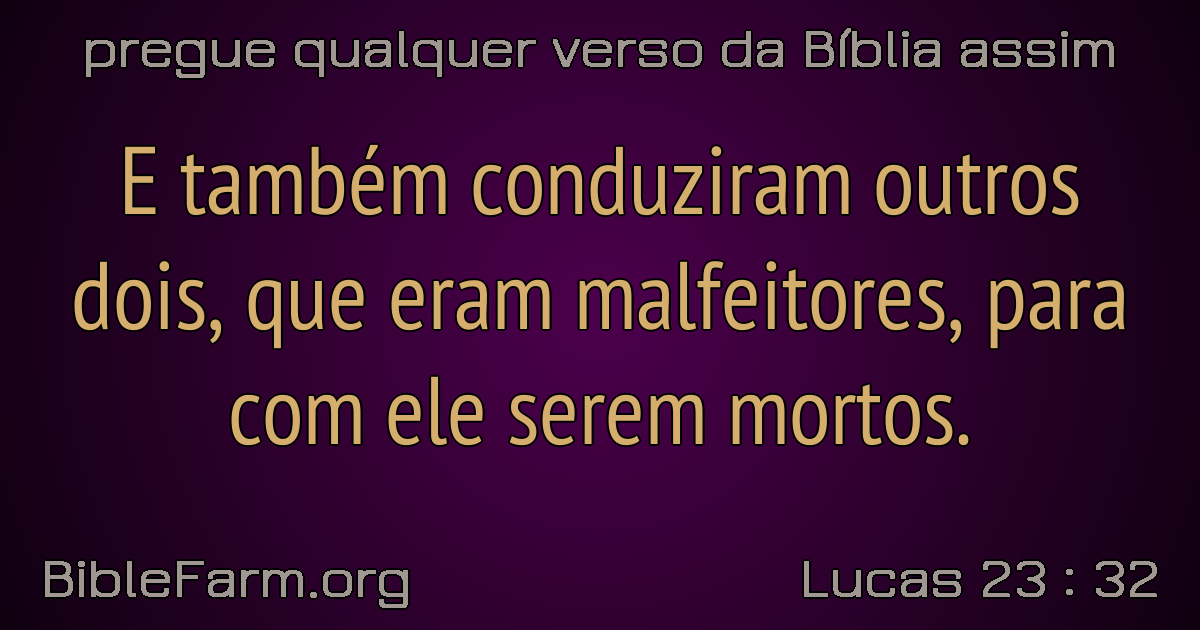 pregue qualquer verso da Bíblia assim
E também conduziram outros
dois, que eram malfeitores, para
com ele serem mortos.
BibleFarm.org
Lucas 23 : 32